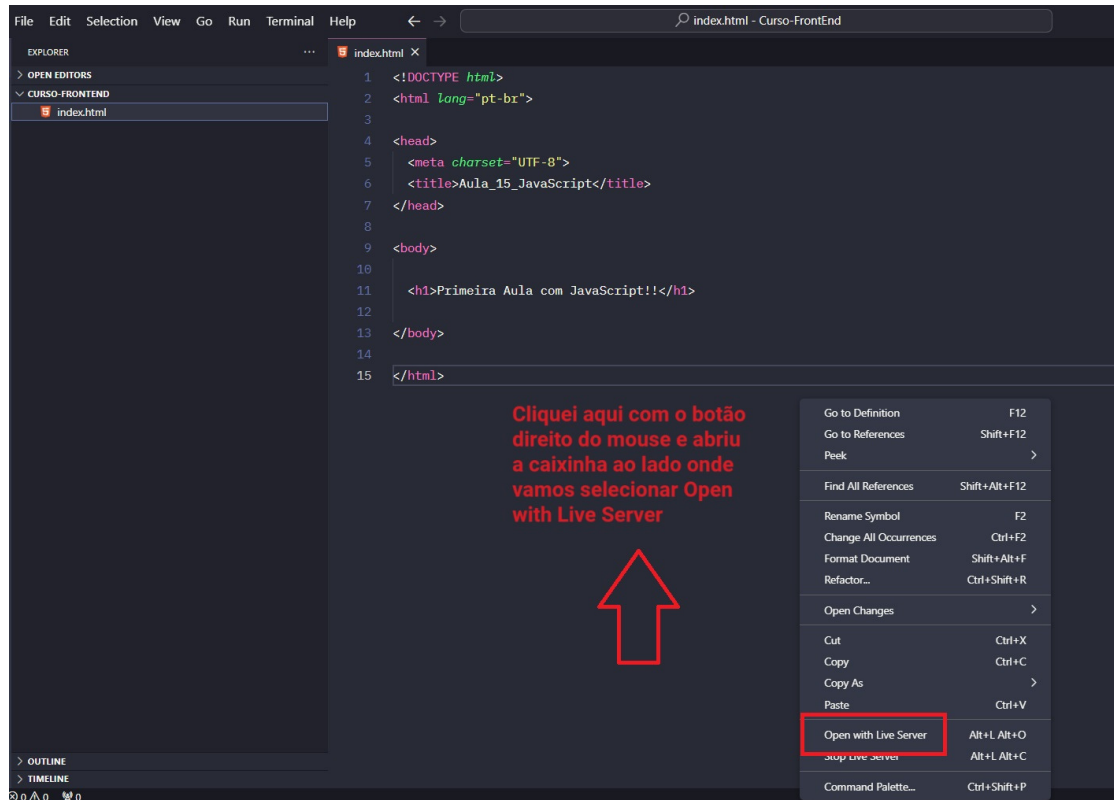 File Edit Selection View Go Run Terminal Help index.html - Curso-FrontEnd
EXPLORER
index.html
OPEN EDITORS
CURSO-FRONTEND
index.html
1 <!DOCTYPE html>
2 <html lang="pt-br">
3
4 <head>
5 <meta charset="UTF-8">
6 <title>Aula_15_JavaScript</title>
7 </head>
8
9 <body>
10
11 <h1>Primeira Aula com JavaScript!!</h1>
12
13 </body>
14
15 </html>
Cliquei aqui com o botão
direito do mouse e abriu
a caixinha ao lado onde
vamos selecionar Open
with Live Server
Go to Definition F12
Go to References Shift+F12
Peek
Find All References Shift+Alt+F12
Rename Symbol F2
Change All Occurrences Ctrl+F2
Format Document Shift+Alt+F
Refactor... Ctrl+Shift+R
Open Changes
Cut Ctrl+X
Copy Ctrl+C
Copy As
Paste Ctrl+V
Open with Live Server Alt+L Alt+O
Stop Live Server Alt+L Alt+C
Command Palette... Ctrl+Shift+P
OUTLINE
TIMELINE
0 0 0